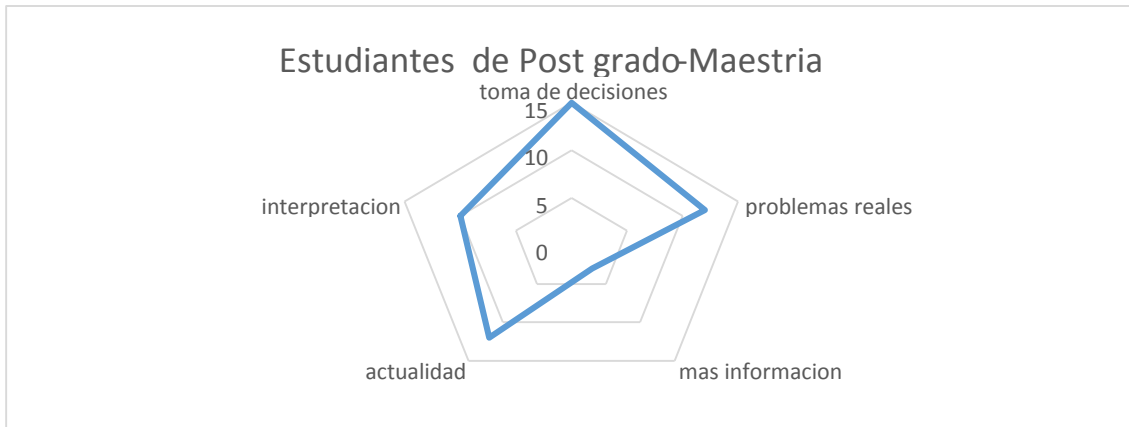 Estudiantes de Post grado-Maestria
toma de decisiones
15
10
5
0
interpretacion
problemas reales
actualidad
mas informacion